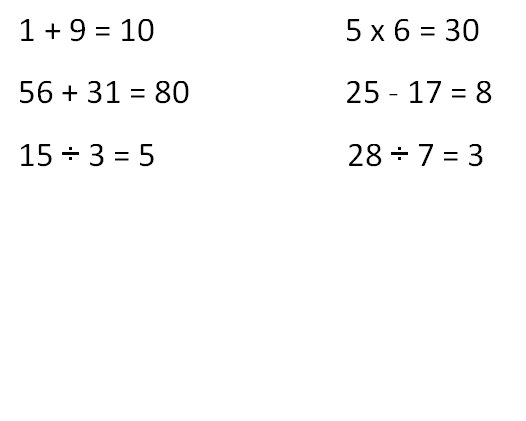 1 + 9 = 10
5 x 6 = 30
56 + 31 = 80
25 - 17 = 8
15 ÷ 3 = 5
28 ÷ 7 = 3